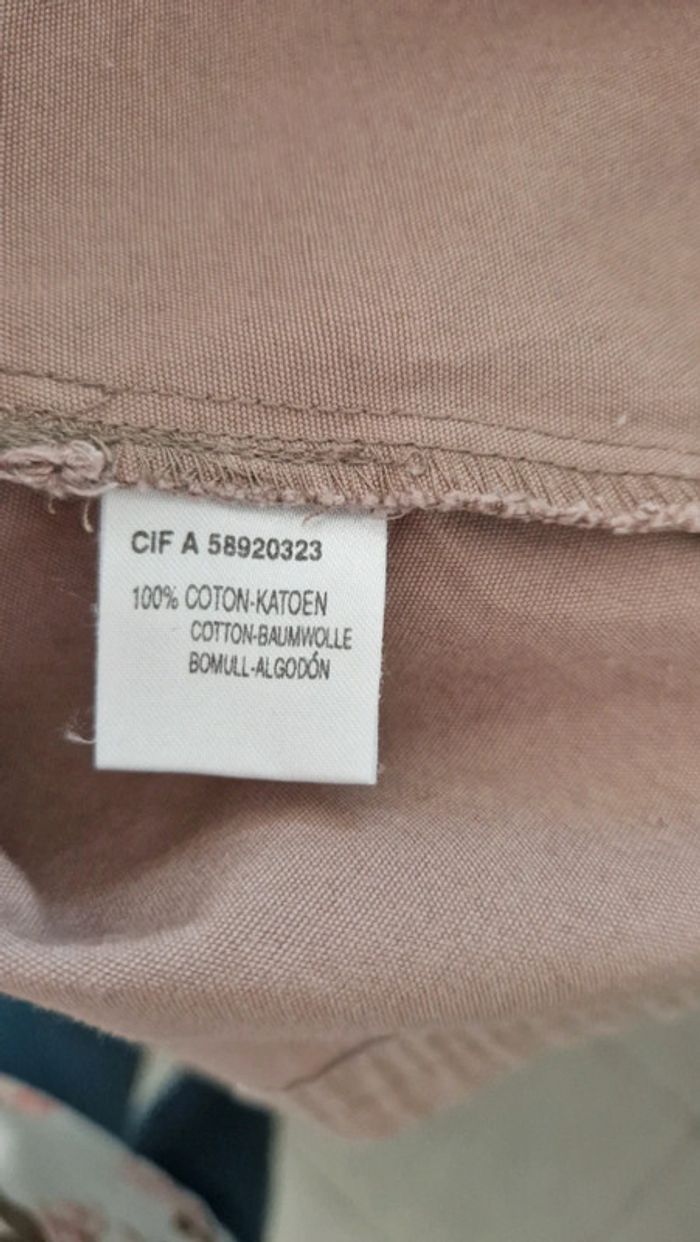 CIF A 58920323
100% COTON-KATOEN
COTTON-BAUMWOLLE
BOMULL-ALGODÓN